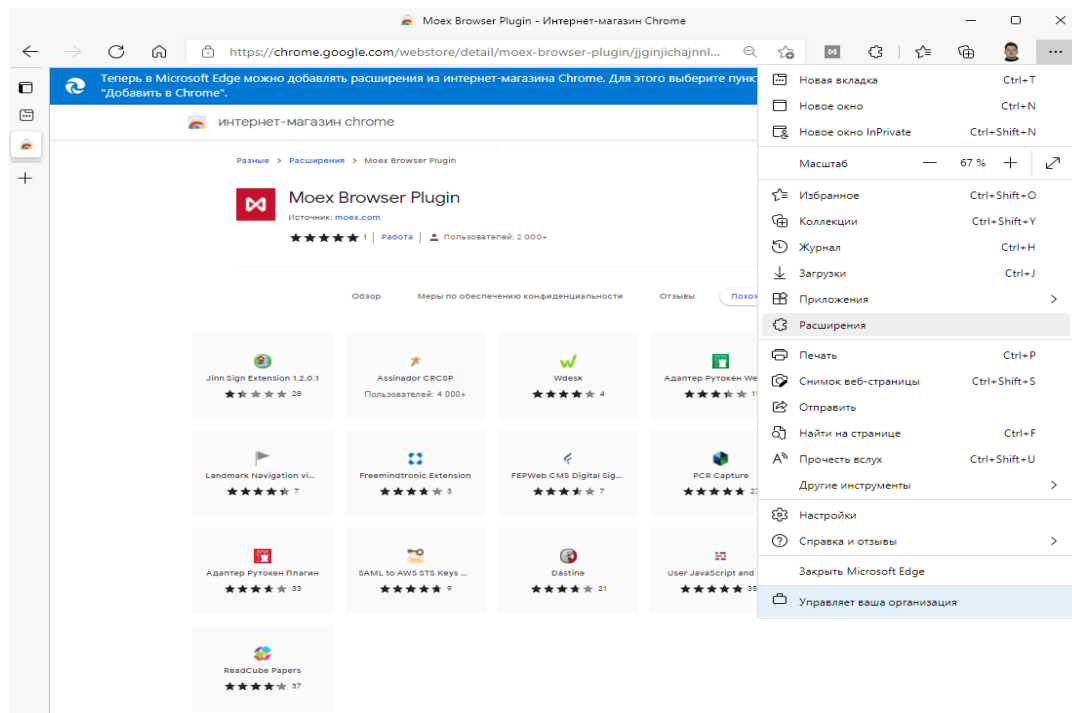 Moex Browser Plugin - Интернет-магазин Chrome
https://chrome.google.com/webstore/detail/moex-browser-plugin/jjginjichajnnl...
Теперь в Microsoft Edge можно добавлять расширения из интернет-магазина Chrome. Для этого выберите пунк
"Добавить в Chrome".
интернет-магазин chrome
Разные > Расширения > Moex Browser Plugin
Moex Browser Plugin
Источник: moex.com
1 | Работа | Пользователей: 2 000+
Обзор
Меры по обеспечению конфиденциальности
Отзывы
Похож
Jinn Sign Extension 1.2.0.1
28
Assinador CRCSP
Пользователей: 4 000+
Wdesk
4
Адаптер Рутокен We
Landmark Navigation vi...
7
Freemindtronic Extension
3
FEPWeb CMS Digital Sig...
7
PCR Capture
Адаптер Рутокен Плагин
33
SAML to AWS STS Keys ...
9
Dastine
21
User JavaScript and
35
ReadCube Papers
37
Новая вкладка Ctrl+T
Новое окно Ctrl+N
Новое окно InPrivate Ctrl+Shift+N
Масштаб — 67 % +
Избранное Ctrl+Shift+O
Коллекции Ctrl+Shift+Y
Журнал Ctrl+H
Загрузки Ctrl+J
Приложения
Расширения
Печать Ctrl+P
Снимок веб-страницы Ctrl+Shift+S
Отправить
Найти на странице Ctrl+F
Прочесть вслух Ctrl+Shift+U
Другие инструменты
Настройки
Справка и отзывы
Закрыть Microsoft Edge
Управляет ваша организация